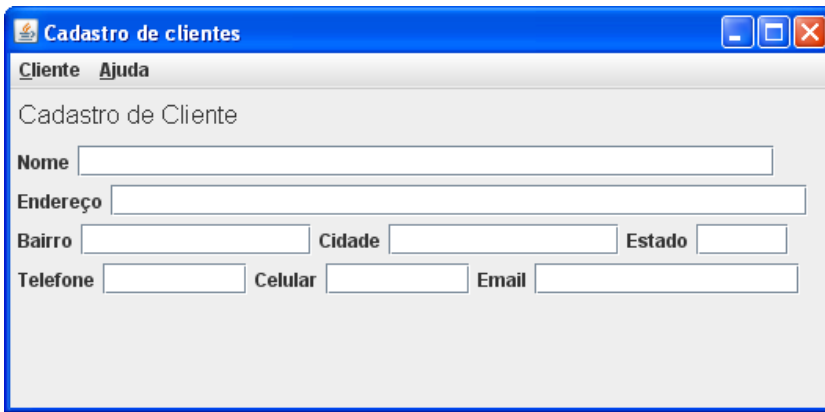 Cadastro de clientes
Cliente Ajuda
Cadastro de Cliente
Nome
Endereço
Bairro Cidade Estado
Telefone Celular Email